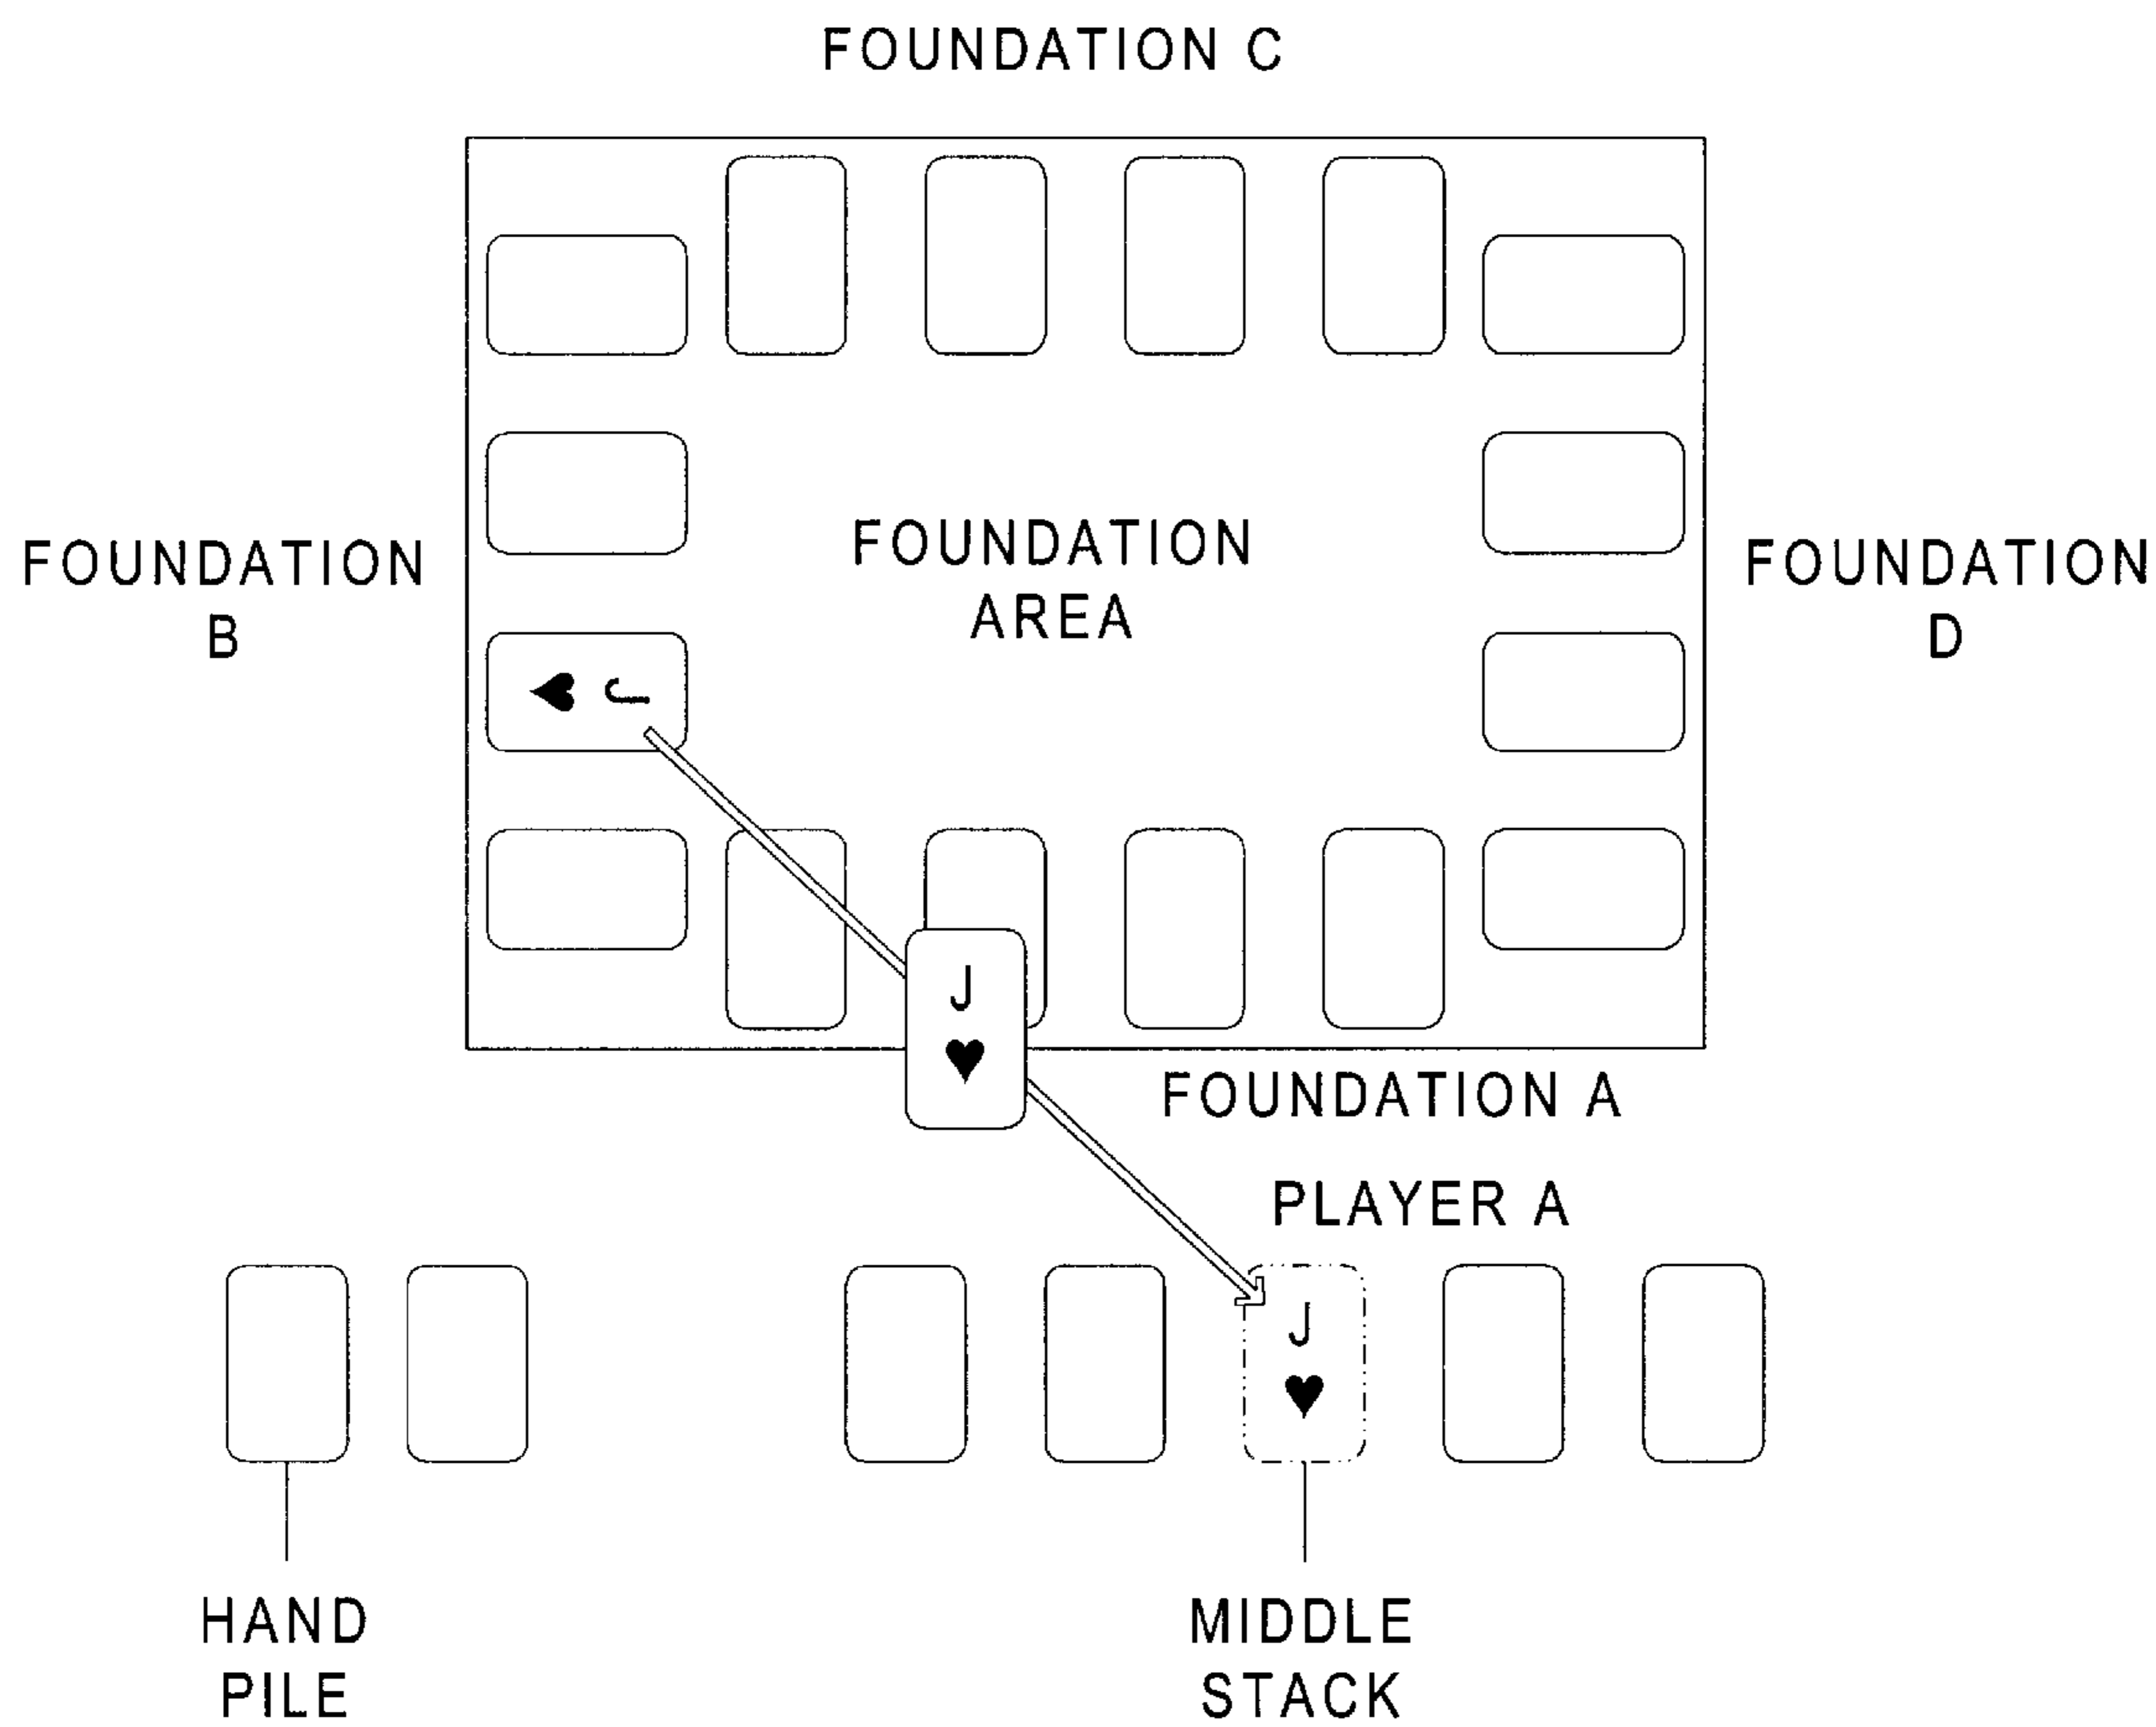 FOUNDATION C
FOUNDATION
B
FOUNDATION
AREA
FOUNDATION
D
J
J
FOUNDATION A
PLAYER A
J
HAND
PILE
MIDDLE
STACK